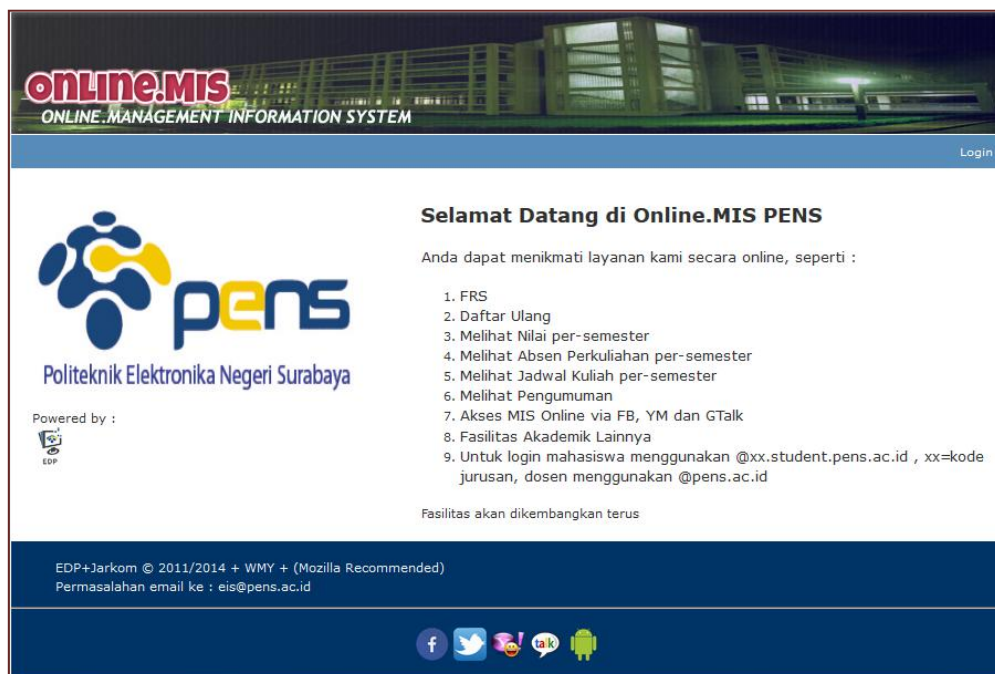 OnLine.MIS
ONLINE.MANAGEMENT INFORMATION SYSTEM
Login
pens
Politeknik Elektronika Negeri Surabaya
Powered by :
EDP
Selamat Datang di Online.MIS PENS
Anda dapat menikmati layanan kami secara online, seperti :
1. FRS
2. Daftar Ulang
3. Melihat Nilai per-semester
4. Melihat Absen Perkuliahan per-semester
5. Melihat Jadwal Kuliah per-semester
6. Melihat Pengumuman
7. Akses MIS Online via FB, YM dan GTalk
8. Fasilitas Akademik Lainnya
9. Untuk login mahasiswa menggunakan @xx.student.pens.ac.id , xx=kode
jurusan, dosen menggunakan @pens.ac.id
Fasilitas akan dikembangkan terus
EDP+Jarkom © 2011/2014 + WMY + (Mozilla Recommended)
Permasalahan email ke : eis@pens.ac.id
f
Y!
talk